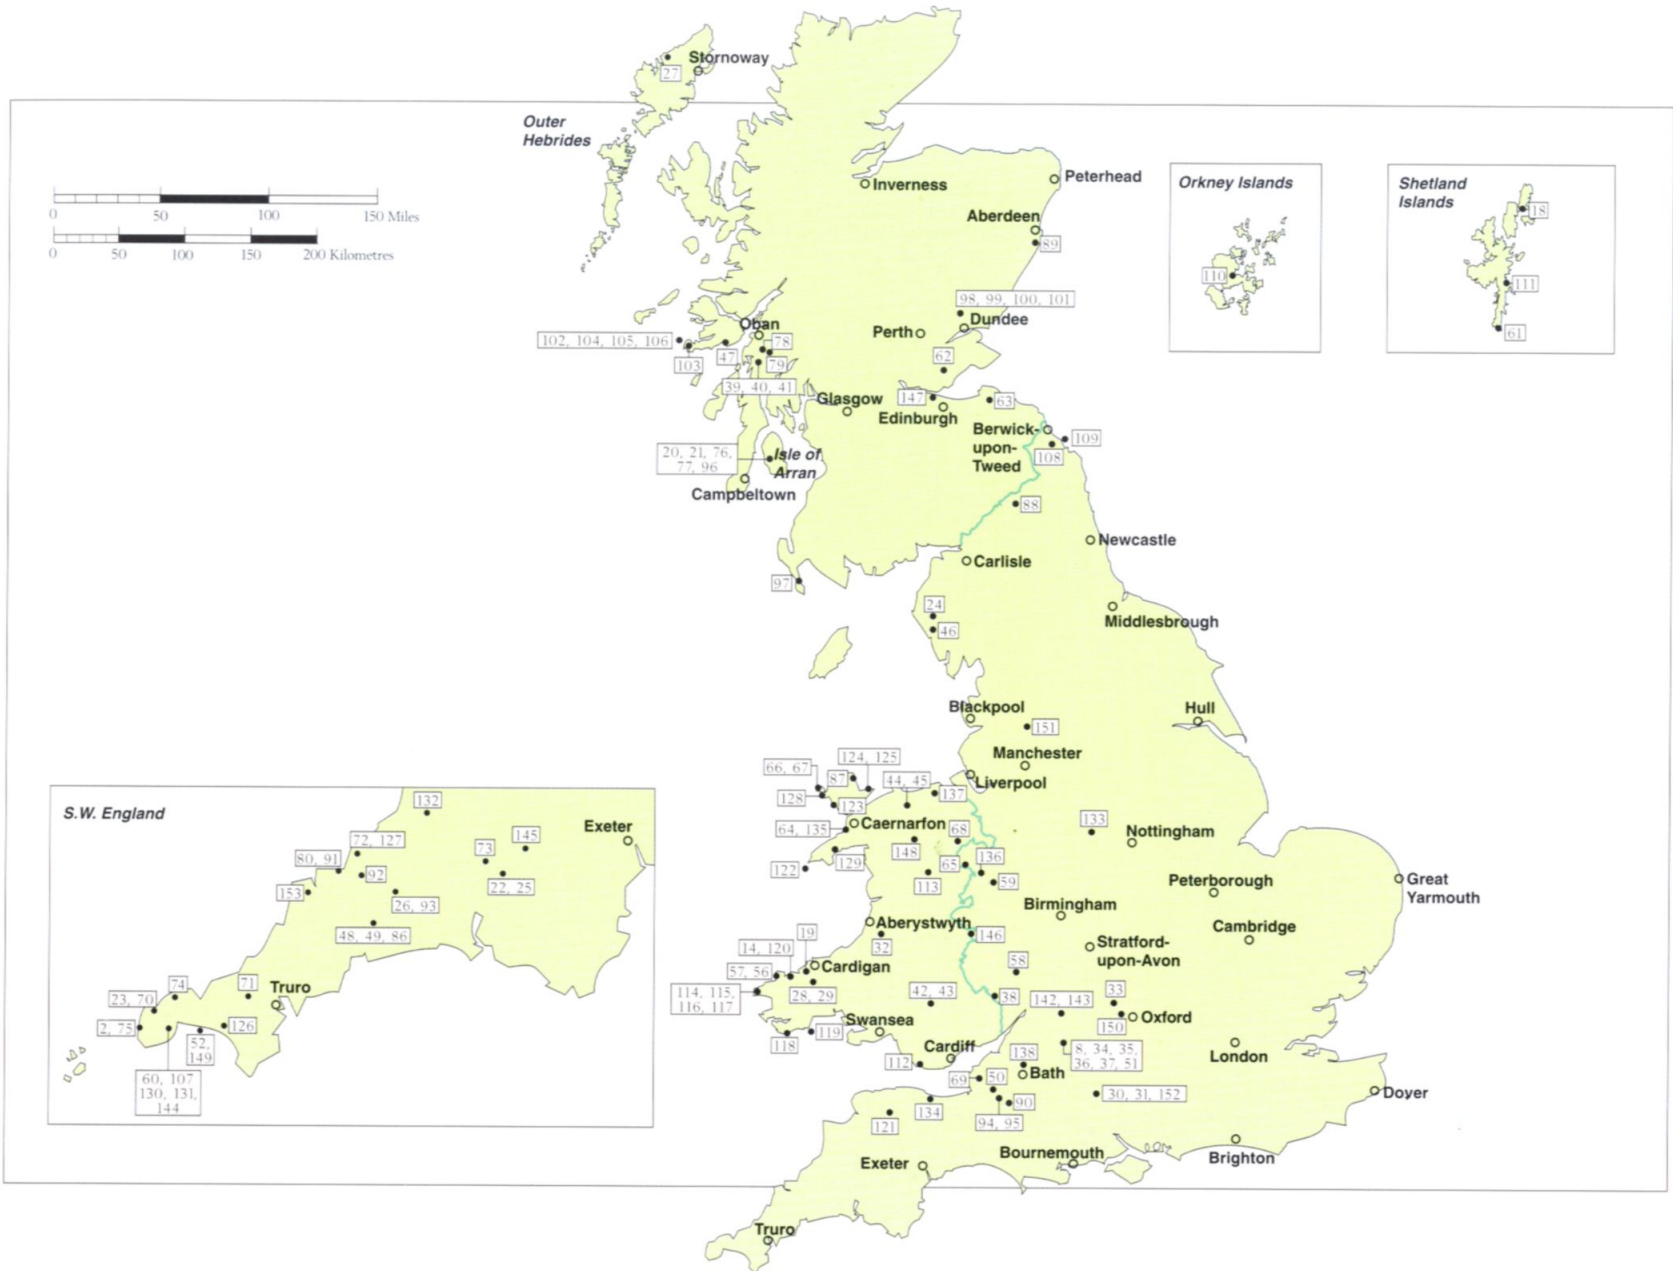 Stornoway
27
Outer
Hebrides
0 50 100 150 Miles
0 50 100 150 200 Kilometres
Inverness
Peterhead
Aberdeen
89
Orkney Islands
110
Shetland
Islands
18
111
61
98, 99, 100, 101
Dundee
Perth
62
Oban
102, 104, 105, 106
103
47
78
79
39, 40, 41
147
63
Glasgow
Edinburgh
Berwick-
upon-
Tweed
109
108
20, 21, 76,
77, 96
Isle of
Arran
Campbeltown
88
Newcastle
Carlisle
97
24
46
Middlesbrough
Blackpool
151
Hull
Manchester
Liverpool
124, 125
66, 67
87
44, 45
128
123
137
64, 135
Caernarfon
68
133
Nottingham
148
129
122
65
136
113
59
Peterborough
Great
Yarmouth
Birmingham
Cambridge
Aberystwyth
32
146
Stratford-
upon-Avon
19
14, 120
Cardigan
57, 56
28, 29
58
114, 115,
116, 117
42, 43
38
142, 143
33
150
Oxford
Swansea
119
118
Cardiff
112
138
8, 34, 35,
36, 37, 51
London
69
50
Bath
30, 31, 152
Dover
134
90
94, 95
121
Exeter
Bournemouth
Brighton
Truro
S.W. England
132
Exeter
72, 127
73
145
80, 91
92
22, 25
153
26, 93
48, 49, 86
74
71
Truro
23, 70
2, 75
126
52,
149
60, 107
130, 131,
144